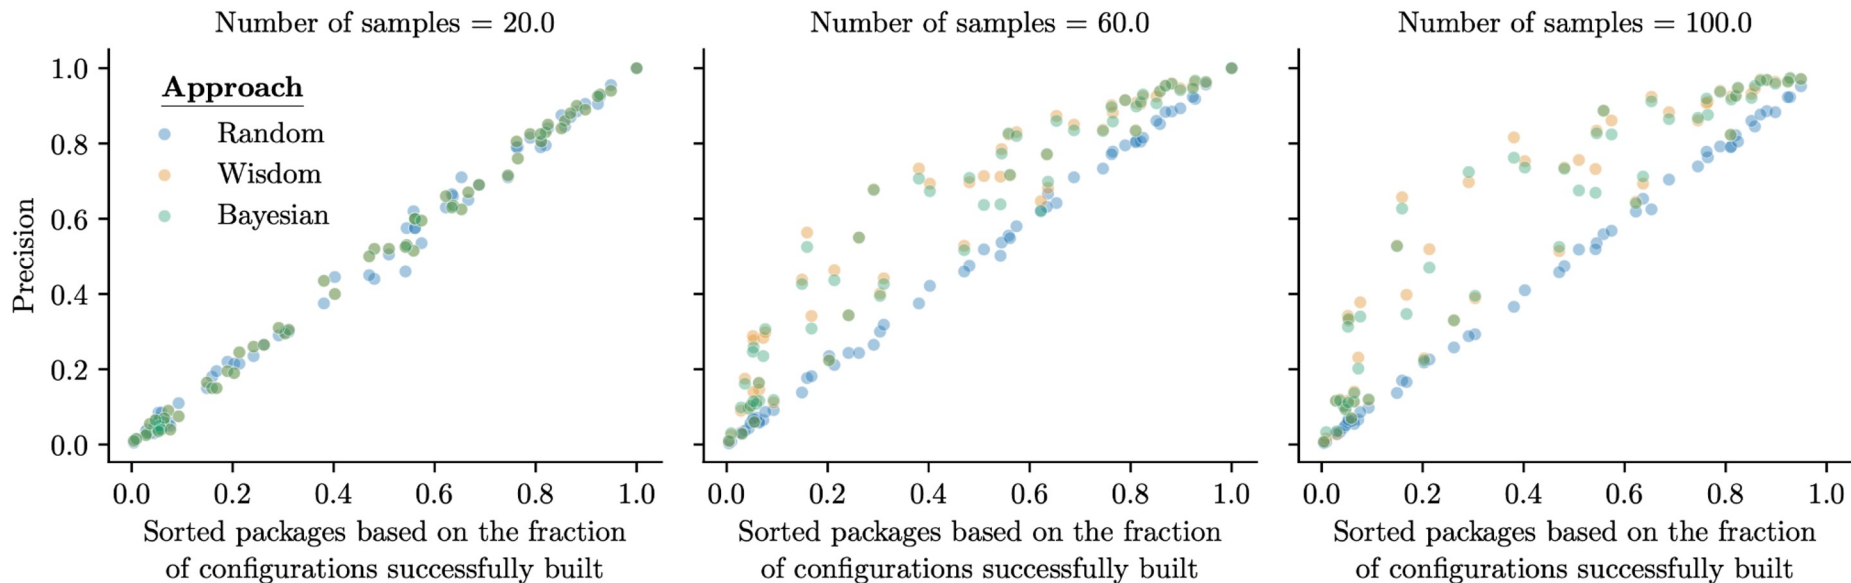 Number of samples = 20.0
Number of samples = 60.0
Number of samples = 100.0
Precision
1.0
0.8
0.6
0.4
0.2
0.0
Approach
Random
Wisdom
Bayesian
0.0 0.2 0.4 0.6 0.8 1.0
0.0 0.2 0.4 0.6 0.8 1.0
0.0 0.2 0.4 0.6 0.8 1.0
Sorted packages based on the fraction
of configurations successfully built
Sorted packages based on the fraction
of configurations successfully built
Sorted packages based on the fraction
of configurations successfully built